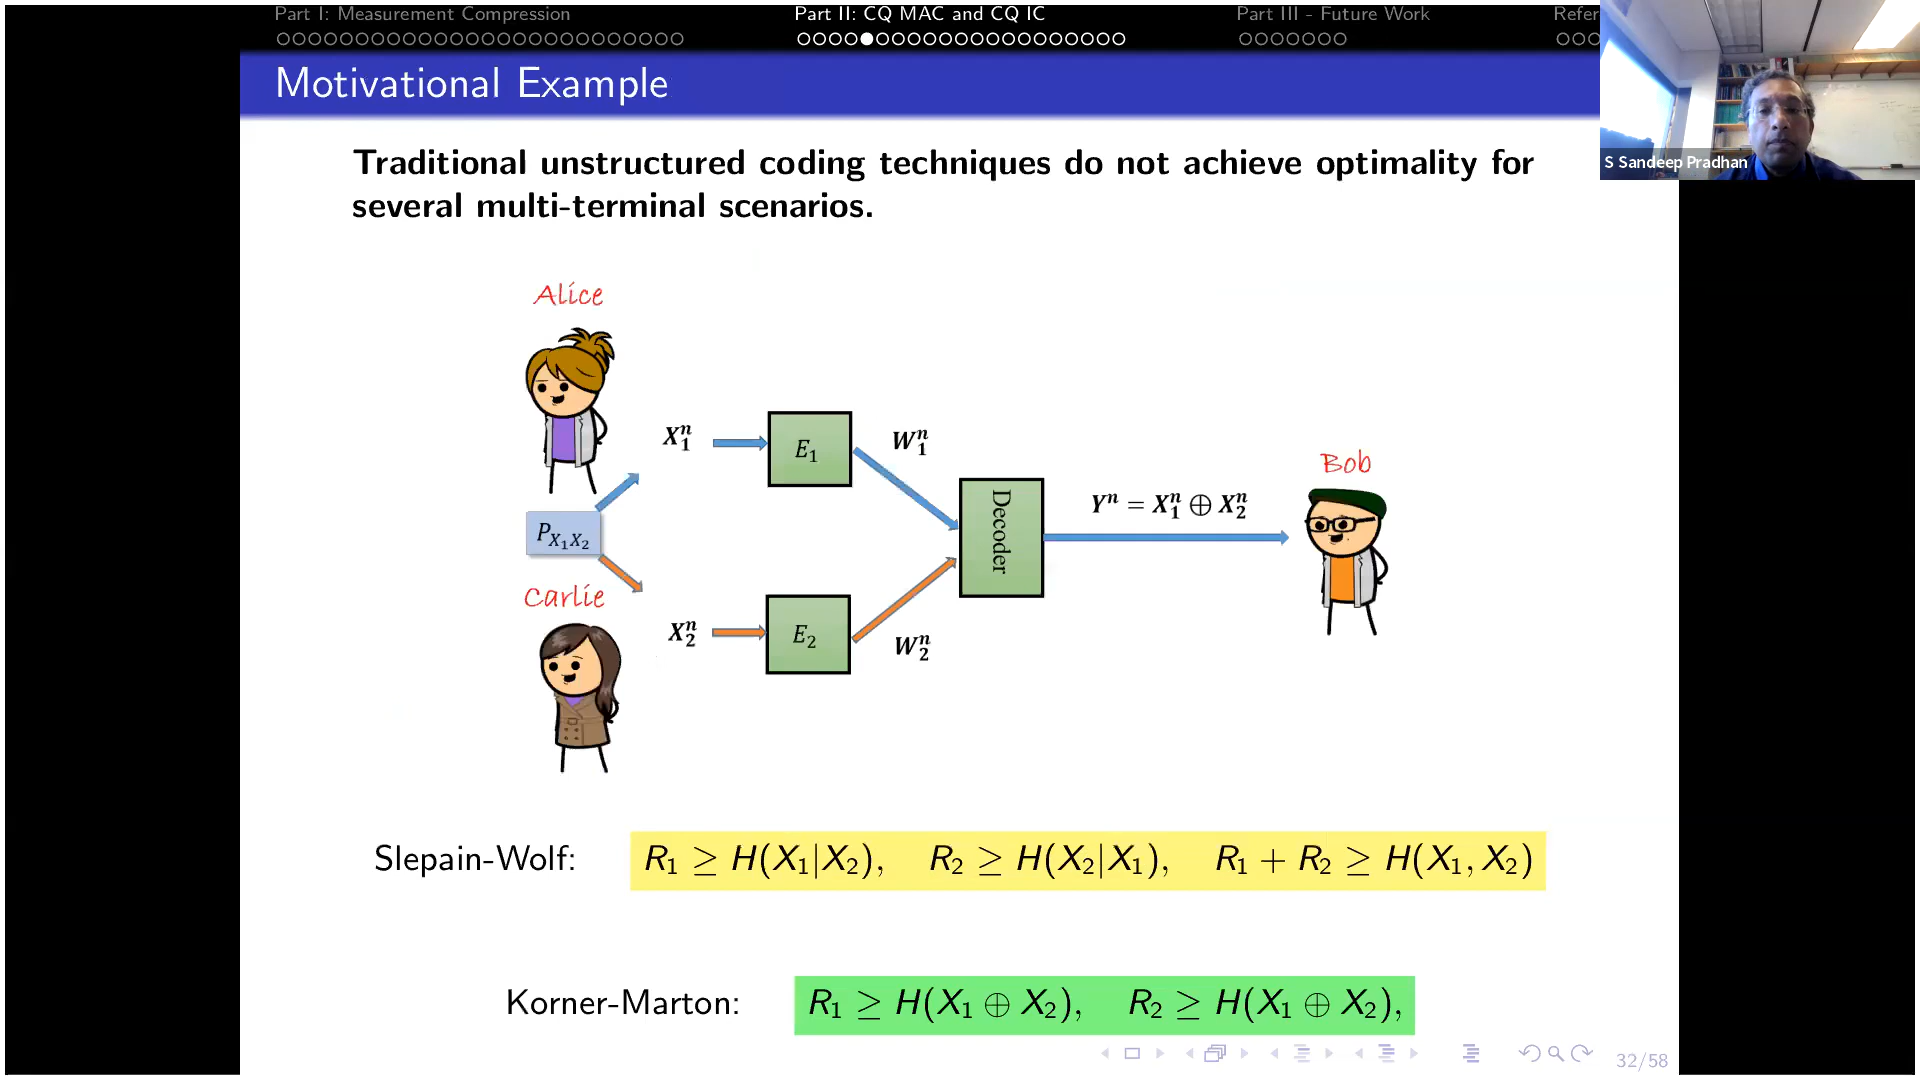 Part I: Measurement Compression Part II: CQ MAC and CQ IC Part III - Future Work Refer
Motivational Example
S Sandeep Pradhan
Traditional unstructured coding techniques do not achieve optimality for
several multi-terminal scenarios.
Alice
X₁ⁿ
E₁
W₁ⁿ
Bob
P_{X₁X₂}
Decoder
Yⁿ = X₁ⁿ ⊕ X₂ⁿ
Carlie
X₂ⁿ
E₂
W₂ⁿ
Slepain-Wolf: R₁ ≥ H(X₁|X₂), R₂ ≥ H(X₂|X₁), R₁ + R₂ ≥ H(X₁, X₂)
Korner-Marton: R₁ ≥ H(X₁ ⊕ X₂), R₂ ≥ H(X₁ ⊕ X₂),
32/58